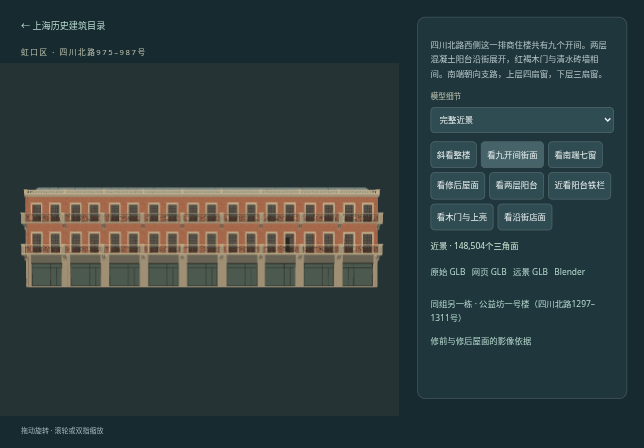 ← 上海历史建筑目录
虹口区 · 四川北路975–987号
四川北路西侧这一排商住楼共有九个开间。两层
混凝土阳台沿街展开，红褐木门与清水砖墙相
间。南端朝向支路，上层四扇窗，下层三扇窗。
模型细节
完整近景
斜看整楼
看九开间街面
看南端七窗
看修后屋面
看两层阳台
近看阳台铁栏
看木门与上亮
看沿街店面
近景 · 148,504个三角面
原始 GLB 网页 GLB 远景 GLB Blender
同组另一栋 · 公益坊一号楼（四川北路1297–
1311号）
修前与修后屋面的影像依据
拖动旋转 · 滚轮或双指缩放